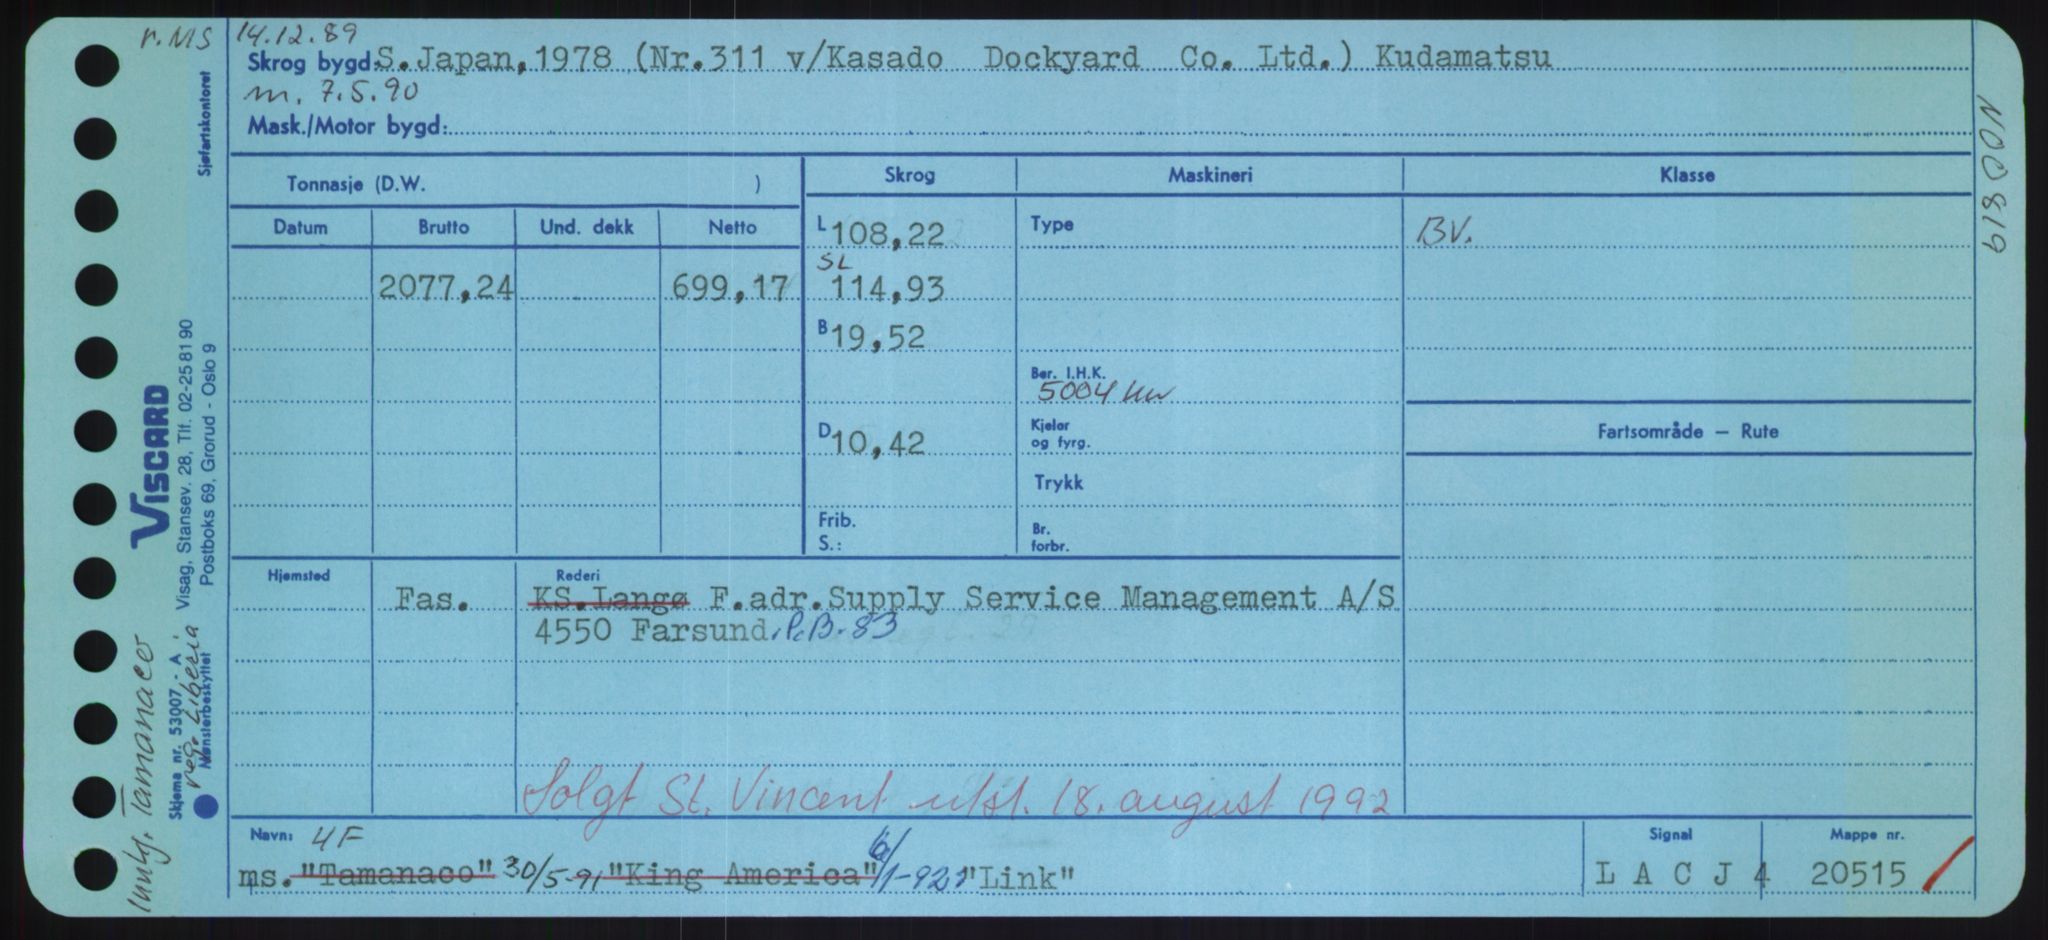 r. MS 14.12.89
Skrog bygd: S.Japan,1978 (Nr.311 v/Kasado Dockyard Co. Ltd.) Kudamatsu
m. 7.5.90
Mask./Motor bygd:
Sjøfartskontoret
N00819
Tonnasje (D.W. )
Skrog Maskineri Klasse
Datum Brutto Und. dekk Netto
L 108,22 Type BV.
2077,24 699,17 SL 114,93
B 19,52
Ber. I.H.K.
5004 kw
D 10,42 Kjeler
og fyrg.
Fartsområde — Rute
Trykk
Frib.
S.:
Br.
forbr.
VISCARD
Visag, Stansev. 28, Tlf. 02-25 81 90
Postboks 69, Grorud - Oslo 9
Skjema nr. 53007 - A
Mønsterbeskyttet
Innlg. Tamanaco
reg. Liberia
Hjemsted Rederi
Fas. KS.Langø F.adr.Supply Service Management A/S
4550 Farsund. P.B. 83
Solgt St. Vincent utst. 18. august 1992
Navn: 4F
ms. "Tamanaco" 30/5-91 "King America" 6/1-92 "Link"
Signal
L A C J 4
Mappe nr.
20515